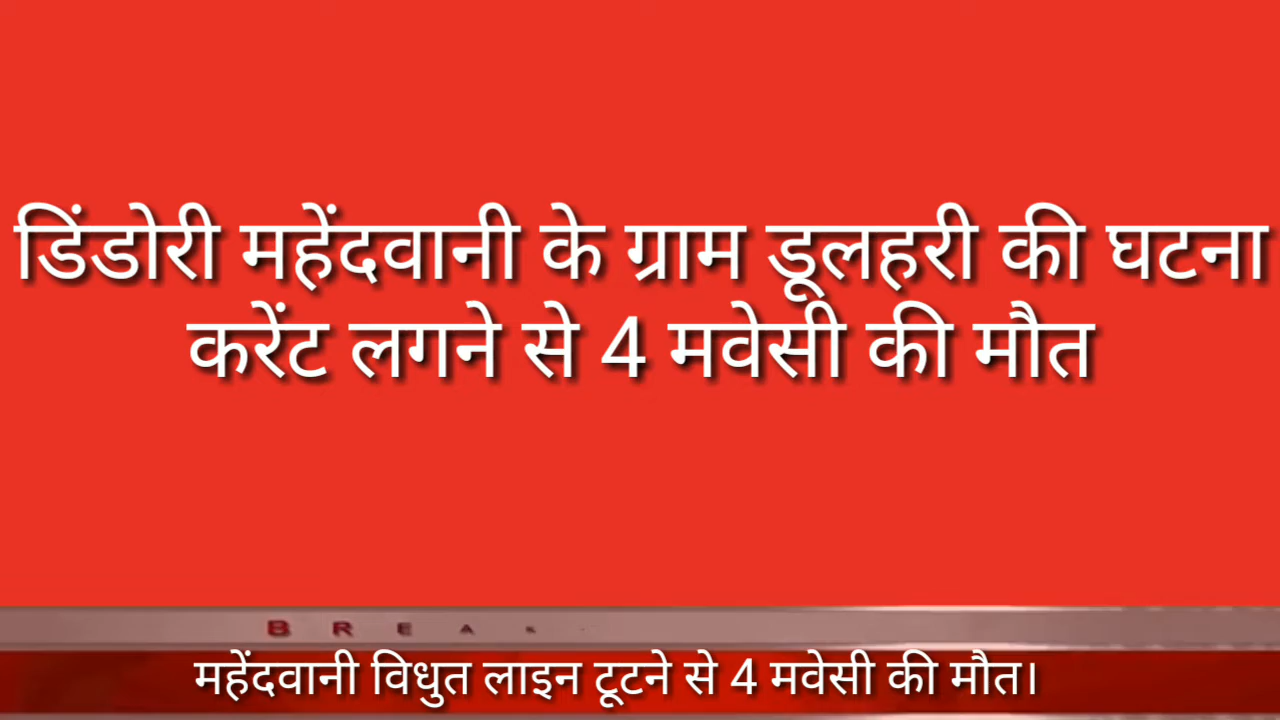 डिंडोरी महेंदवानी के ग्राम डूलहरी की घटना
करेंट लगने से 4 मवेसी की मौत
B R E A K
महेंदवानी विधुत लाइन टूटने से 4 मवेसी की मौत।